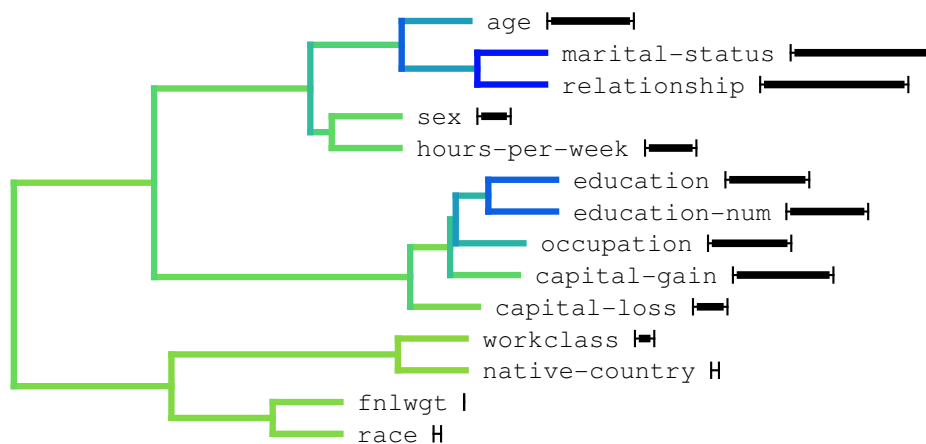 age
marital-status
relationship
sex
hours-per-week
education
education-num
occupation
capital-gain
capital-loss
workclass
native-country
fnlwgt
race